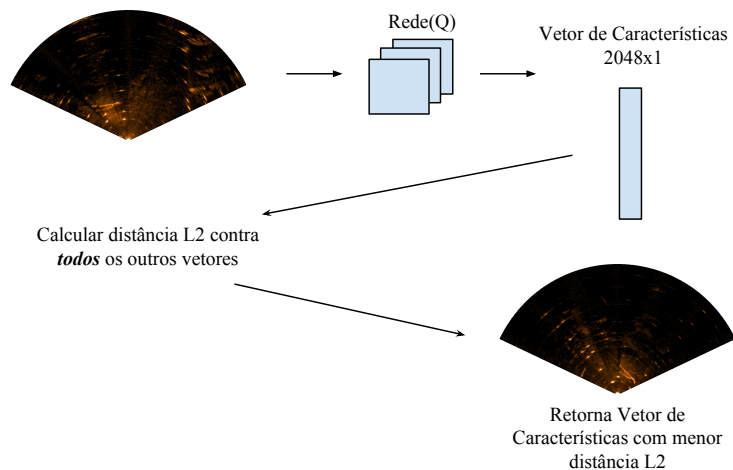 Rede(Q)
Vetor de Características
2048x1
Calcular distância L2 contra
todos os outros vetores
Retorna Vetor de
Características com menor
distância L2